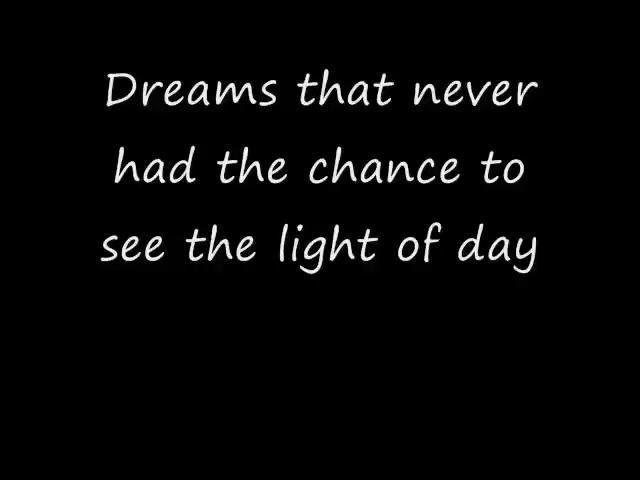 Dreams that never
had the chance to
see the light of day